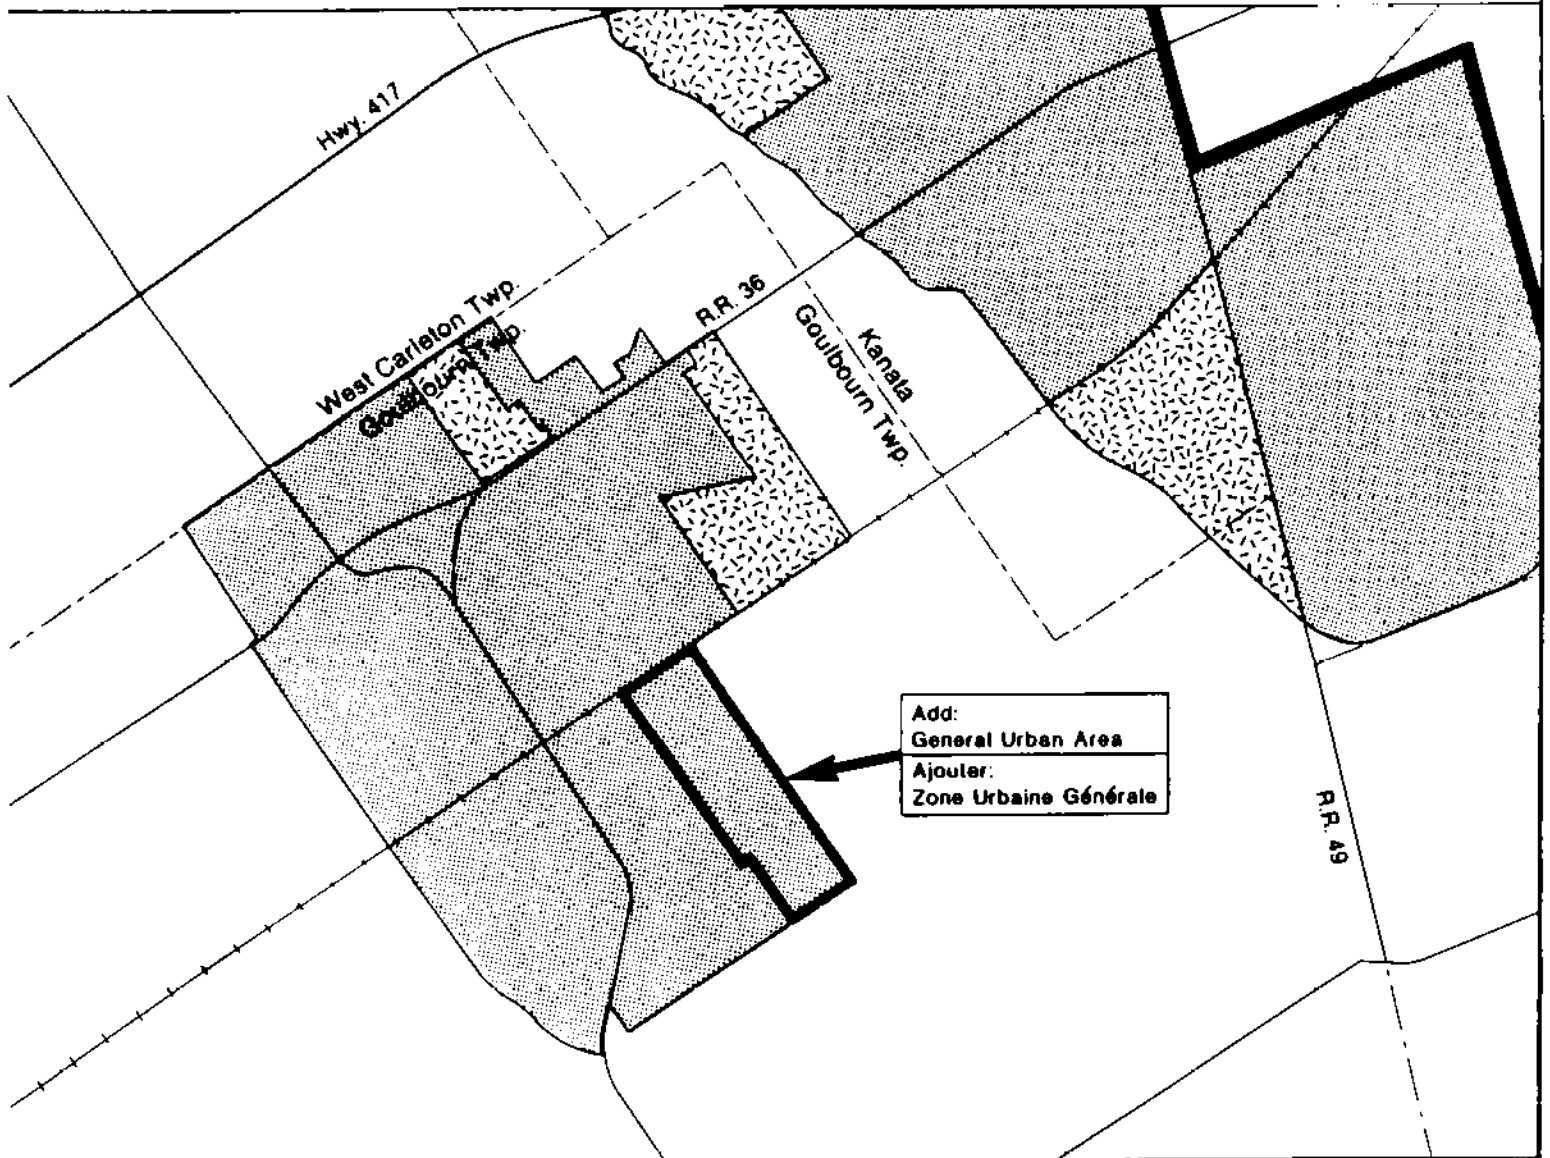 Hwy. 417
West Carleton Twp.
Goulbourn Twp.
R.R. 36
Kanata
Goulbourn Twp.
Add:
General Urban Area
Ajouter:
Zone Urbaine Générale
R.R. 49